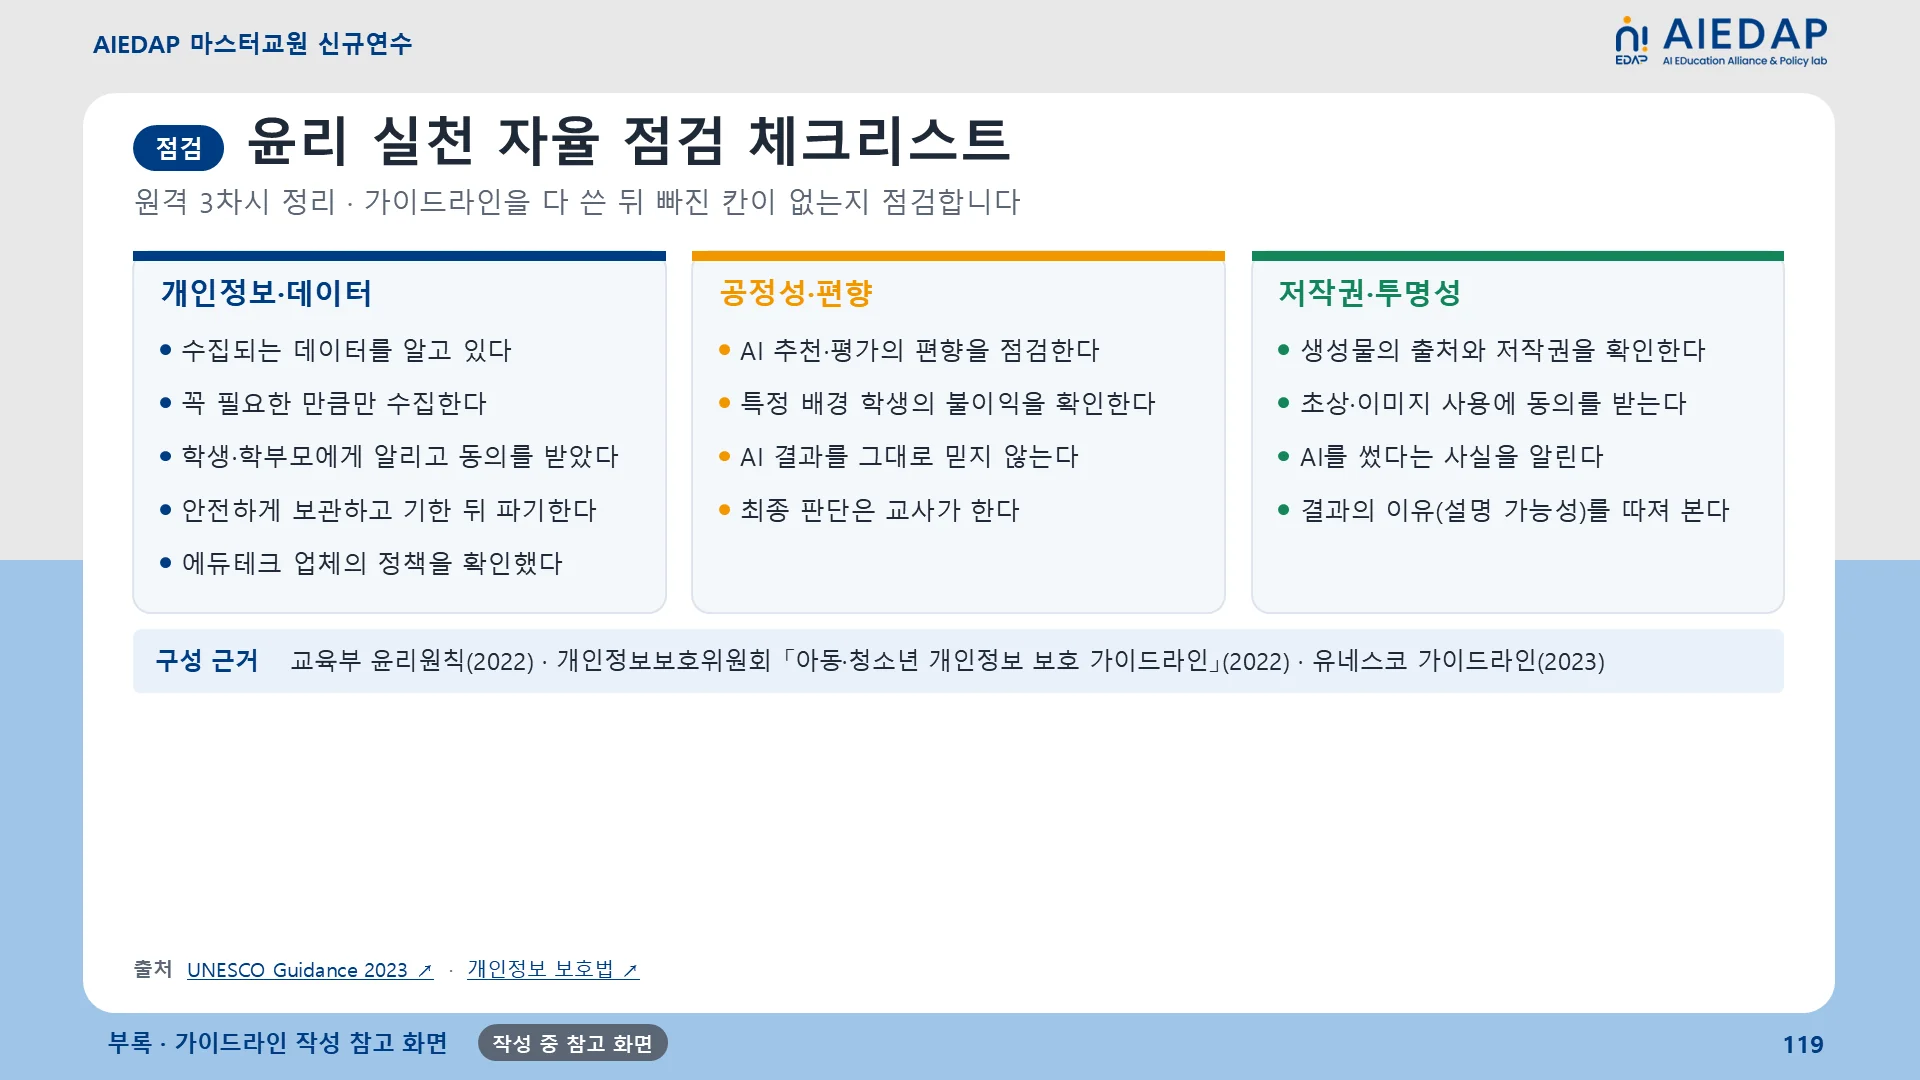 AIEDAP 마스터교원 신규연수
EDAP
AIEDAP
AI EDucation Alliance & Policy lab
점검 윤리 실천 자율 점검 체크리스트
원격 3차시 정리 · 가이드라인을 다 쓴 뒤 빠진 칸이 없는지 점검합니다
개인정보·데이터
• 수집되는 데이터를 알고 있다
• 꼭 필요한 만큼만 수집한다
• 학생·학부모에게 알리고 동의를 받았다
• 안전하게 보관하고 기한 뒤 파기한다
• 에듀테크 업체의 정책을 확인했다
공정성·편향
• AI 추천·평가의 편향을 점검한다
• 특정 배경 학생의 불이익을 확인한다
• AI 결과를 그대로 믿지 않는다
• 최종 판단은 교사가 한다
저작권·투명성
• 생성물의 출처와 저작권을 확인한다
• 초상·이미지 사용에 동의를 받는다
• AI를 썼다는 사실을 알린다
• 결과의 이유(설명 가능성)를 따져 본다
구성 근거 교육부 윤리원칙(2022) · 개인정보보호위원회 「아동·청소년 개인정보 보호 가이드라인」(2022) · 유네스코 가이드라인(2023)
출처 UNESCO Guidance 2023 ↗ · 개인정보 보호법 ↗
부록 · 가이드라인 작성 참고 화면 작성 중 참고 화면
119